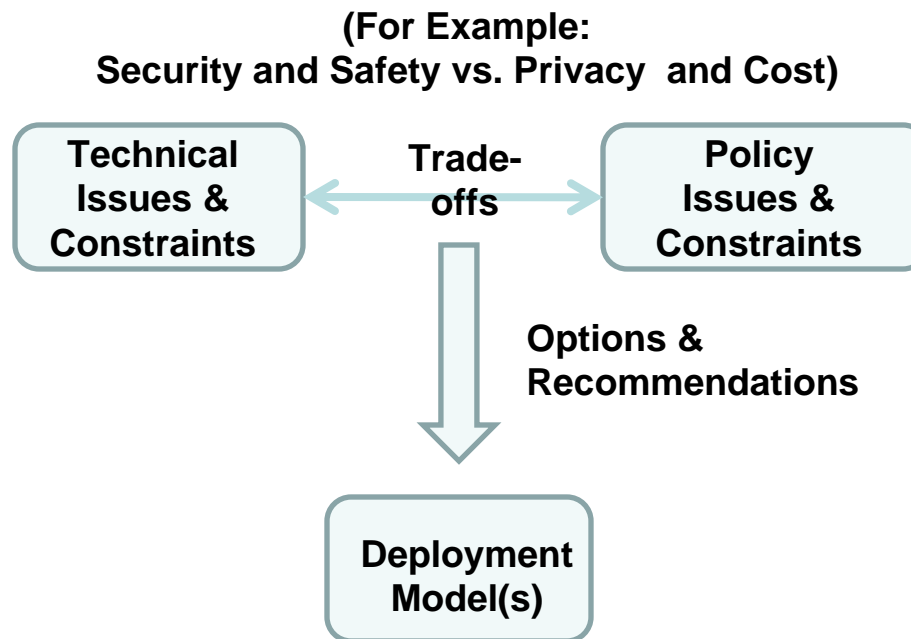 (For Example:
Security and Safety vs. Privacy  and Cost)
Technical
Issues &
Constraints
Trade-
offs
Policy
Issues &
Constraints
Options &
Recommendations
Deployment
Model(s)